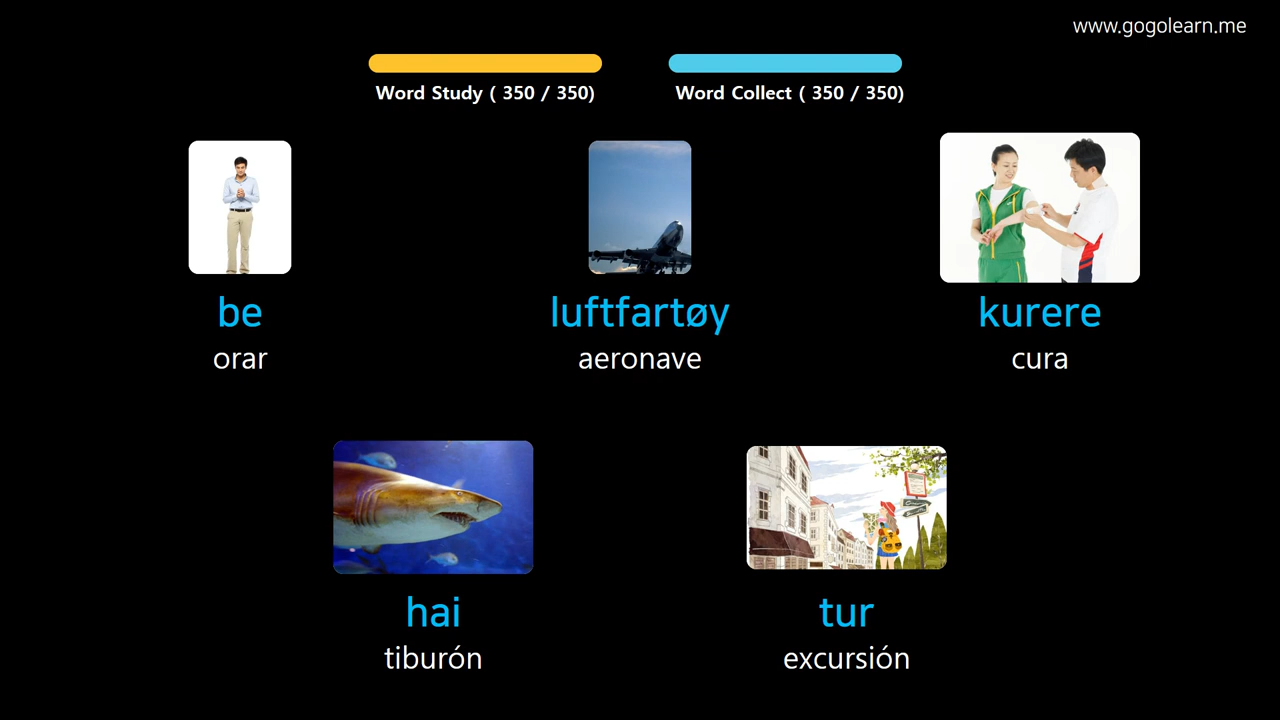 www.gogolearn.me
Word Study ( 350 / 350)
Word Collect ( 350 / 350)
be
orar
luftfartøy
aeronave
kurere
cura
hai
tiburón
tur
excursión